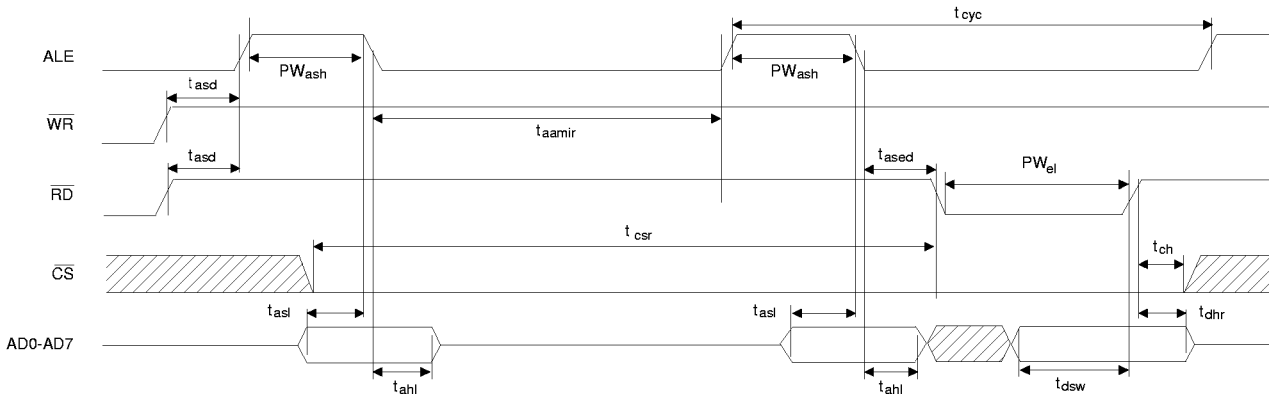 t cyc
ALE
PWash
PWash
tasd
WR
taamir
tasd
tased
PWel
RD
t csr
tch
CS
tasl
tasl
tdhr
AD0-AD7
tahl
tahl
tdsw